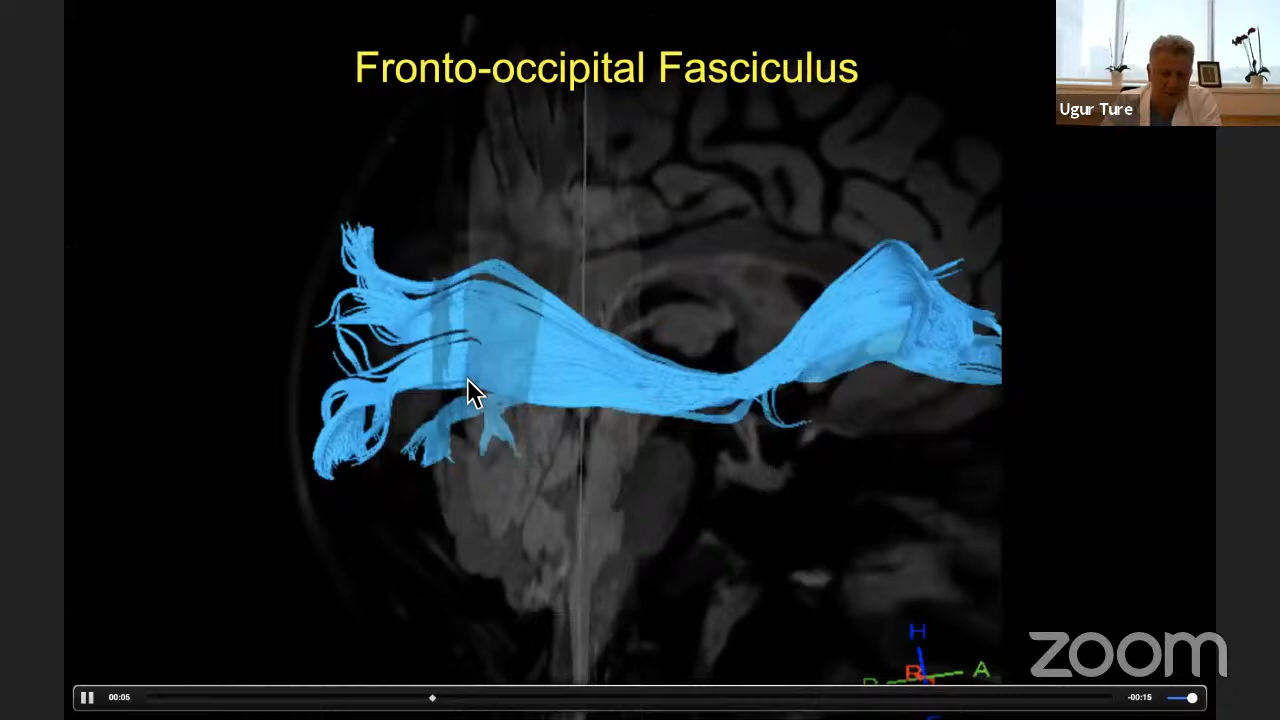 Fronto-occipital Fasciculus
Ugur Ture
H
R
P
A
zoom
00:05
-00:15